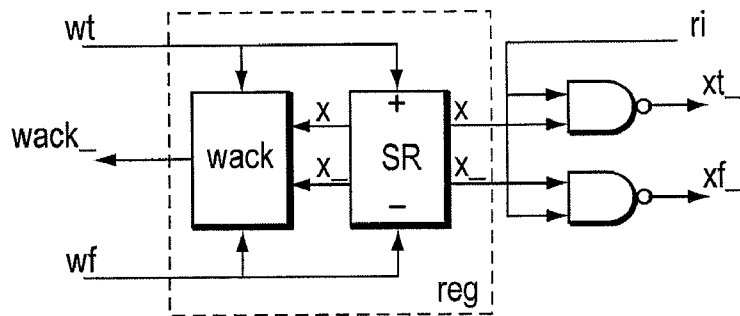 wt
ri
+
x
x
xt_
wack_
wack
SR
x_
x_
xf_
−
wf
reg